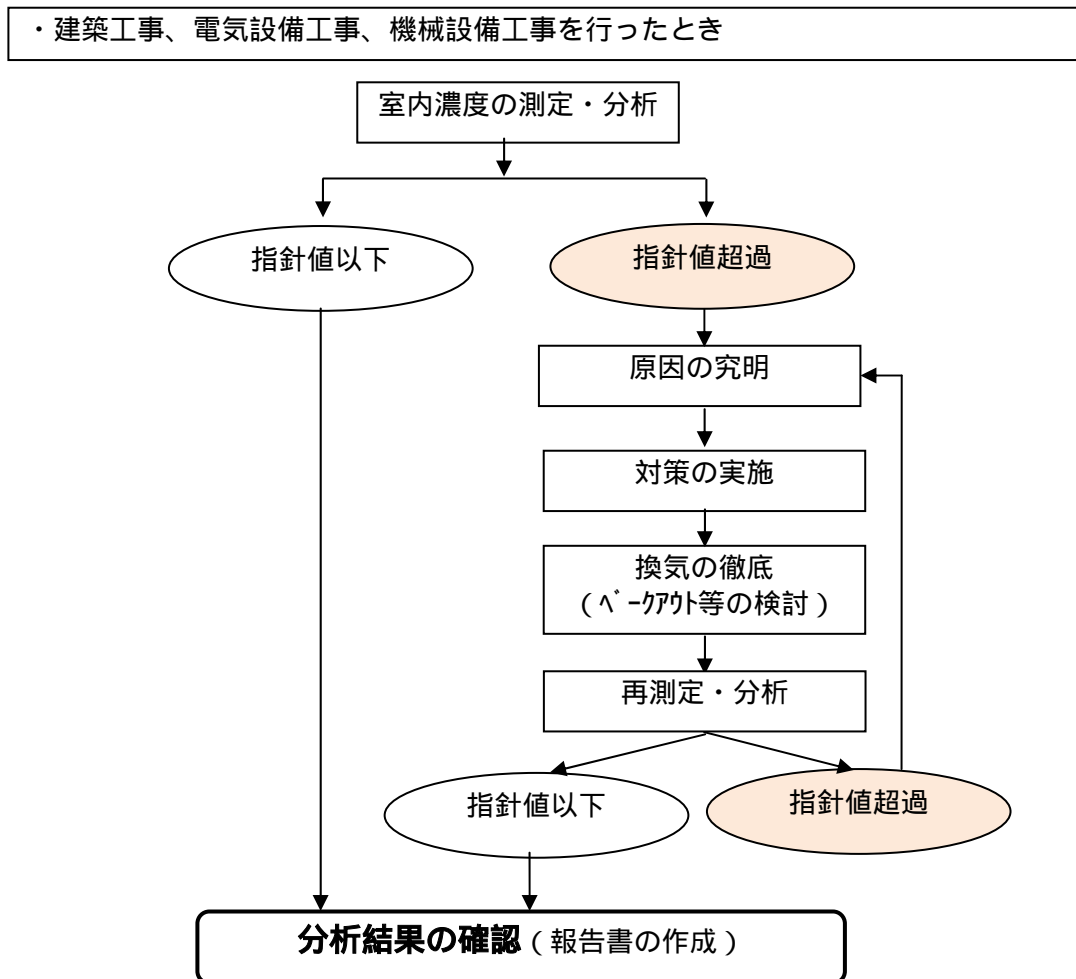 ・建築工事、電気設備工事、機械設備工事を行ったとき
室内濃度の測定・分析
指針値以下
指針値超過
原因の究明
対策の実施
換気の徹底
（ﾍﾞｰｸｱｳﾄ等の検討）
再測定・分析
指針値以下
指針値超過
分析結果の確認（報告書の作成）